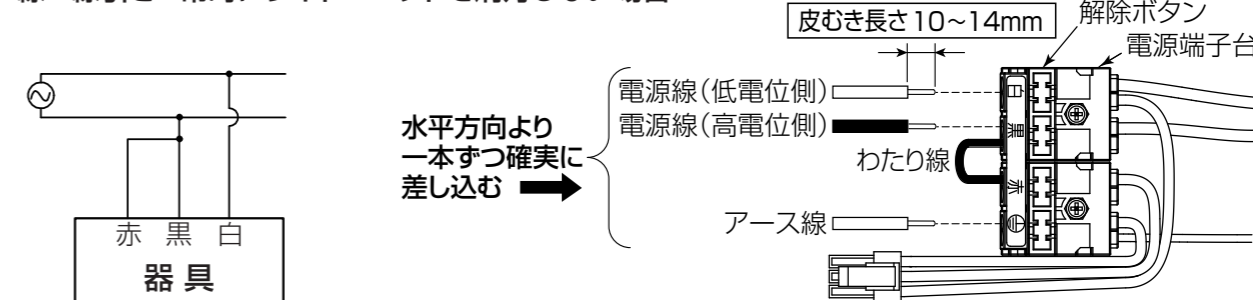 皮むき長さ10~14mm
解除ボタン
電源端子台
電源線(低電位側)
電源線(高電位側)
水平方向より
一本ずつ確実に
差し込む
わたり線
アース線
白
黒
赤
赤 黒 白
器具